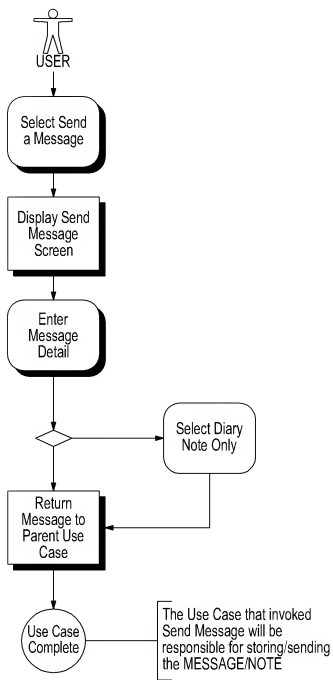 USER
Select Send
a Message
Display Send
Message
Screen
Enter
Message
Detail
Select Diary
Note Only
Return
Message to
Parent Use
Case
Use Case
Complete
The Use Case that invoked
Send Message will be
responsible for storing/sending
the MESSAGE/NOTE